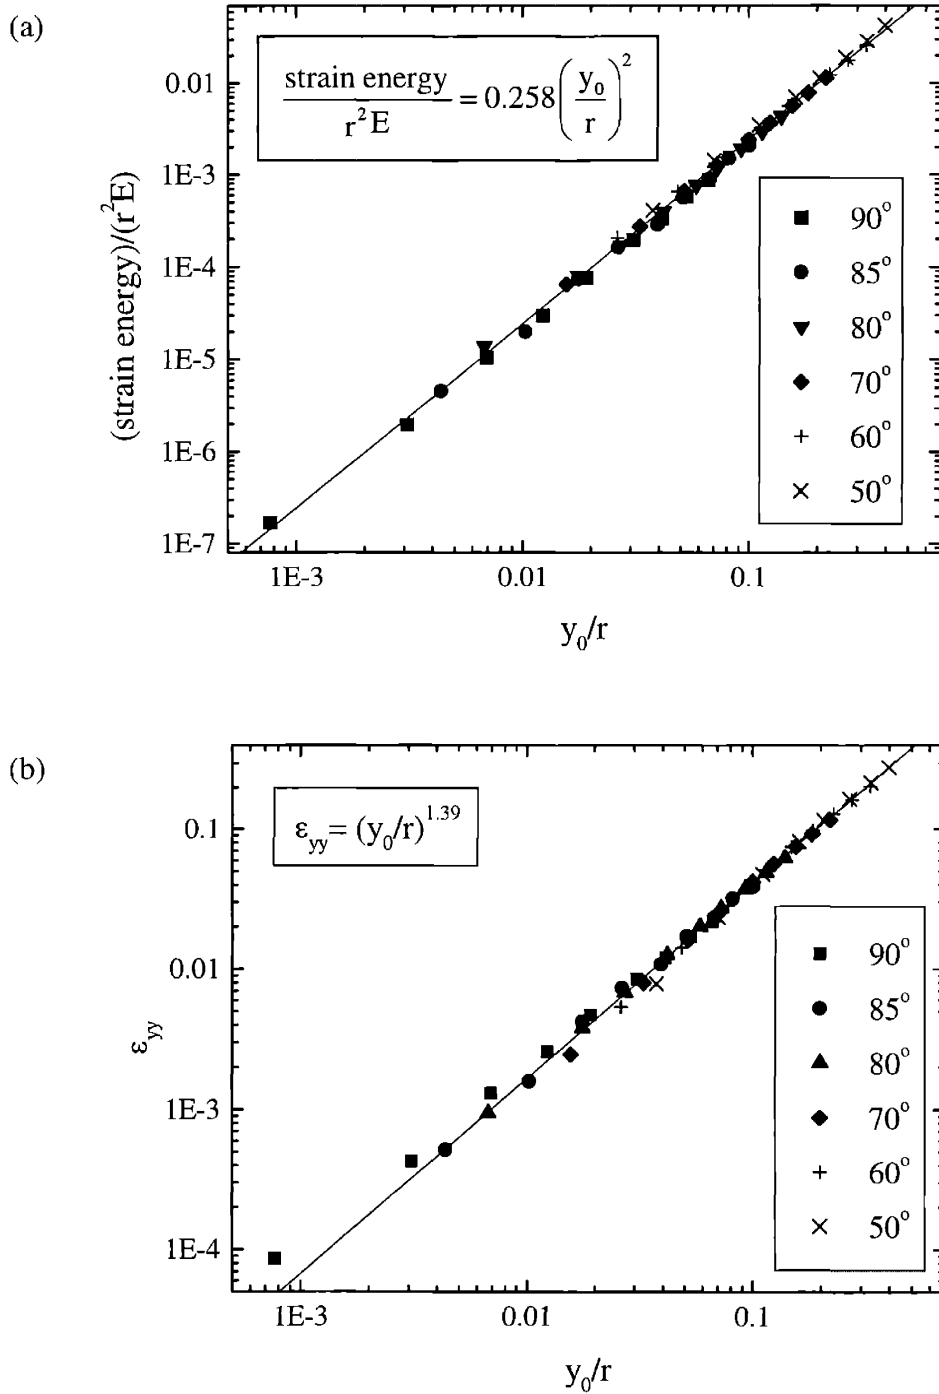 (a)
strain energy / r²E = 0.258 (y₀/r)²
(strain energy)/(r²E)
0.01
1E-3
1E-4
1E-5
1E-6
1E-7
90°
85°
80°
70°
60°
50°
1E-3 0.01 0.1
y₀/r
(b)
εyy = (y₀/r)^1.39
εyy
0.1
0.01
1E-3
1E-4
90°
85°
80°
70°
60°
50°
1E-3 0.01 0.1
y₀/r